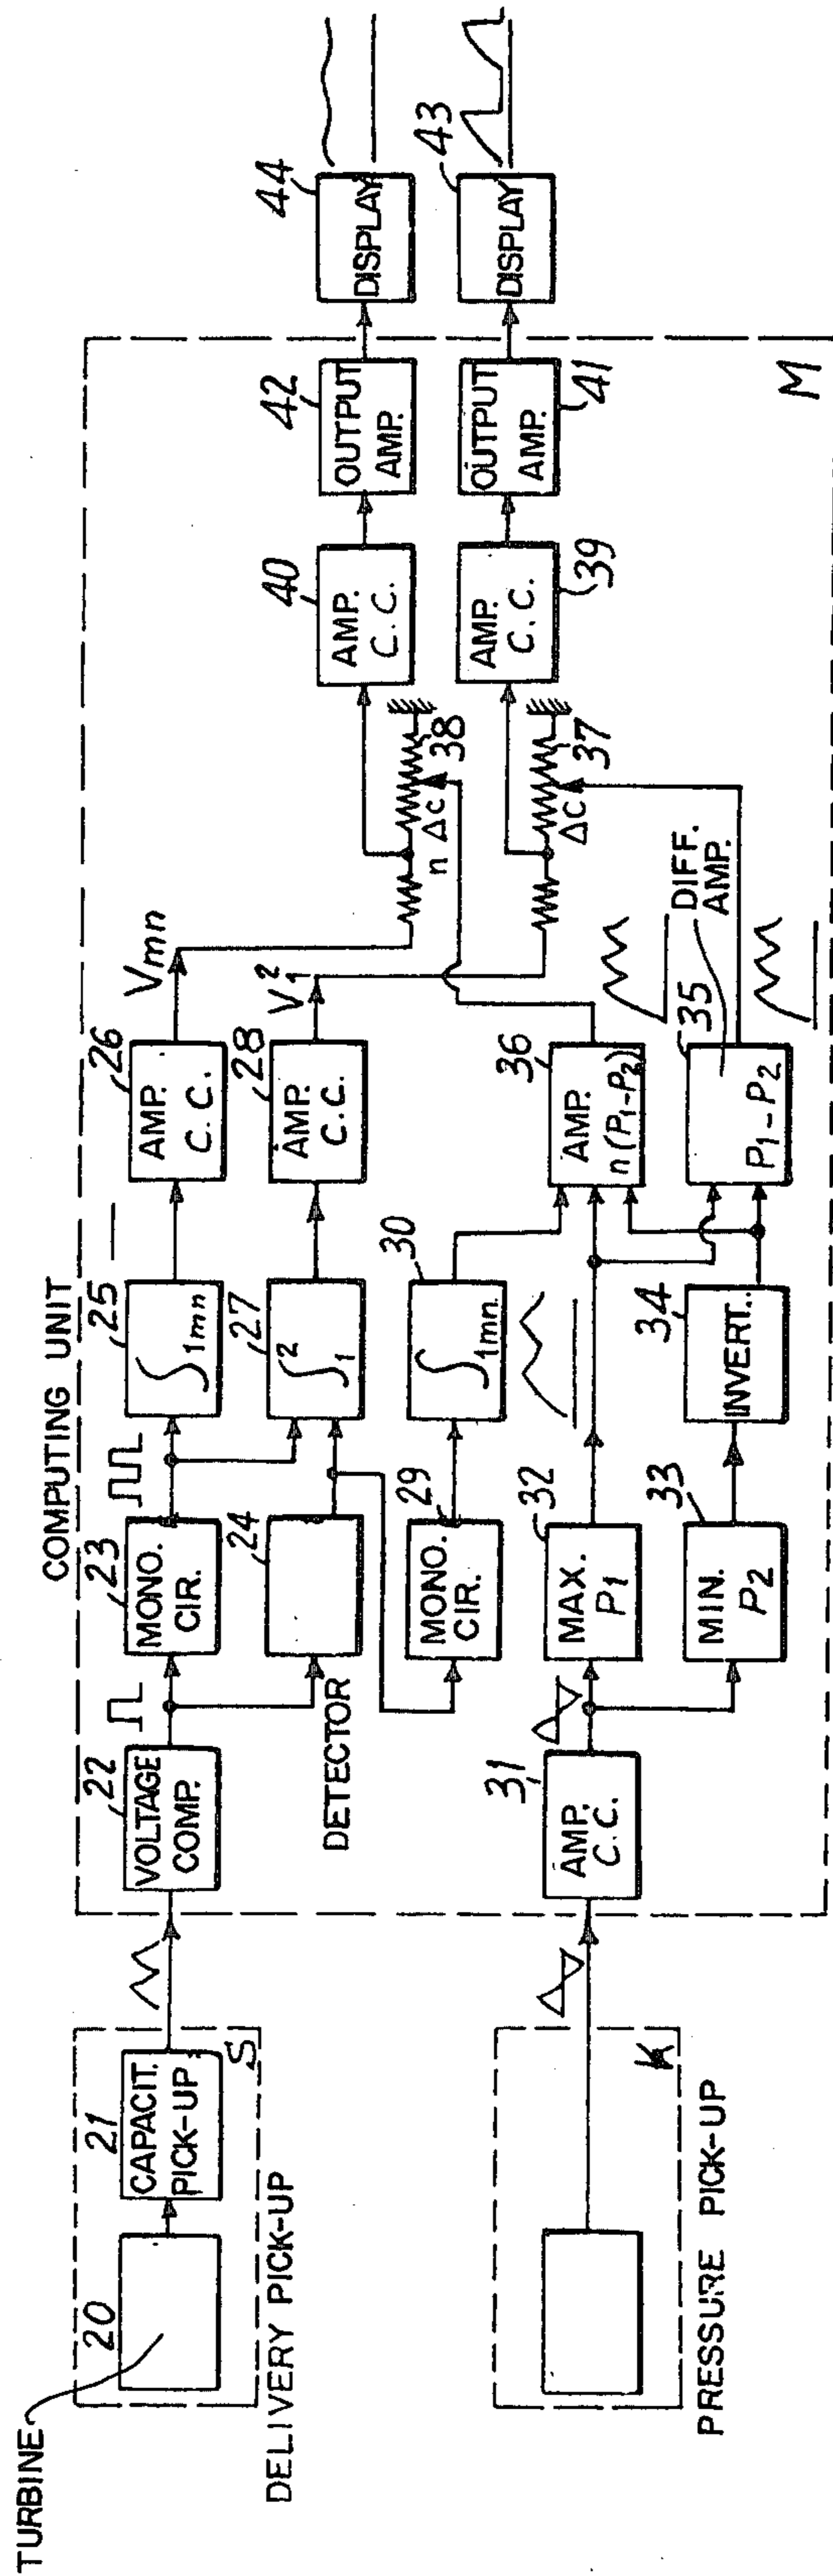 TURBINE
20
21
CAPACIT.
PICK-UP
S
DELIVERY PICK-UP
K
PRESSURE PICK-UP
COMPUTING UNIT
22
VOLTAGE
COMP.
23
MONO.
CIR.
24
DETECTOR
25
∫1mn
26
AMP.
C.C.
Vmn
27
∫²₁
28
AMP.
C.C.
V²₁
29
MONO.
CIR.
30
∫1mn.
31
AMP.
C.C.
32
MAX.
P1
33
MIN.
P2
34
INVERT.
35
DIFF.
AMP.
P1-P2
36
AMP.
n(P1-P2)
n ΔC
38
ΔC
37
40
AMP.
C.C.
39
AMP.
C.C.
42
OUTPUT
AMP.
41
OUTPUT
AMP.
M
44
DISPLAY
43
DISPLAY